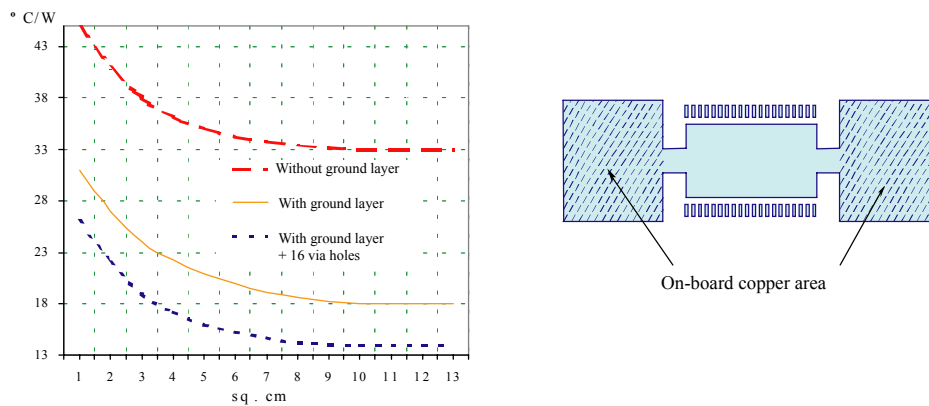 ° C/W
43
38
33
28
23
18
13
Without ground layer
With ground layer
With ground layer
+ 16 via holes
1 2 3 4 5 6 7 8 9 10 11 12 13
sq . cm
On-board copper area